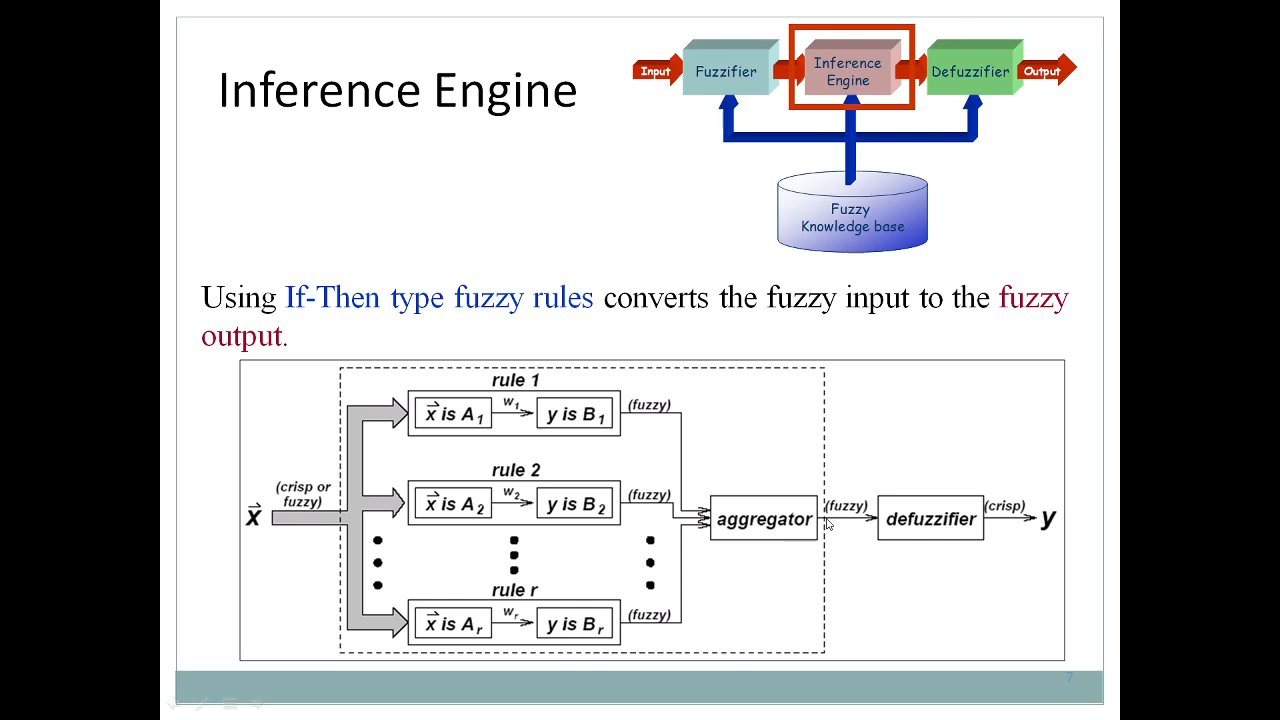 Inference Engine
Input
Fuzzifier
Inference
Engine
Defuzzifier
Output
Fuzzy
Knowledge base
Using If-Then type fuzzy rules converts the fuzzy input to the fuzzy
output.
rule 1
x⃗ is A₁
w₁
y is B₁
(fuzzy)
rule 2
x⃗ is A₂
w₂
y is B₂
(fuzzy)
x⃗
(crisp or
fuzzy)
aggregator
(fuzzy)
defuzzifier
(crisp)
y
rule r
x⃗ is Aᵣ
wᵣ
y is Bᵣ
(fuzzy)
7